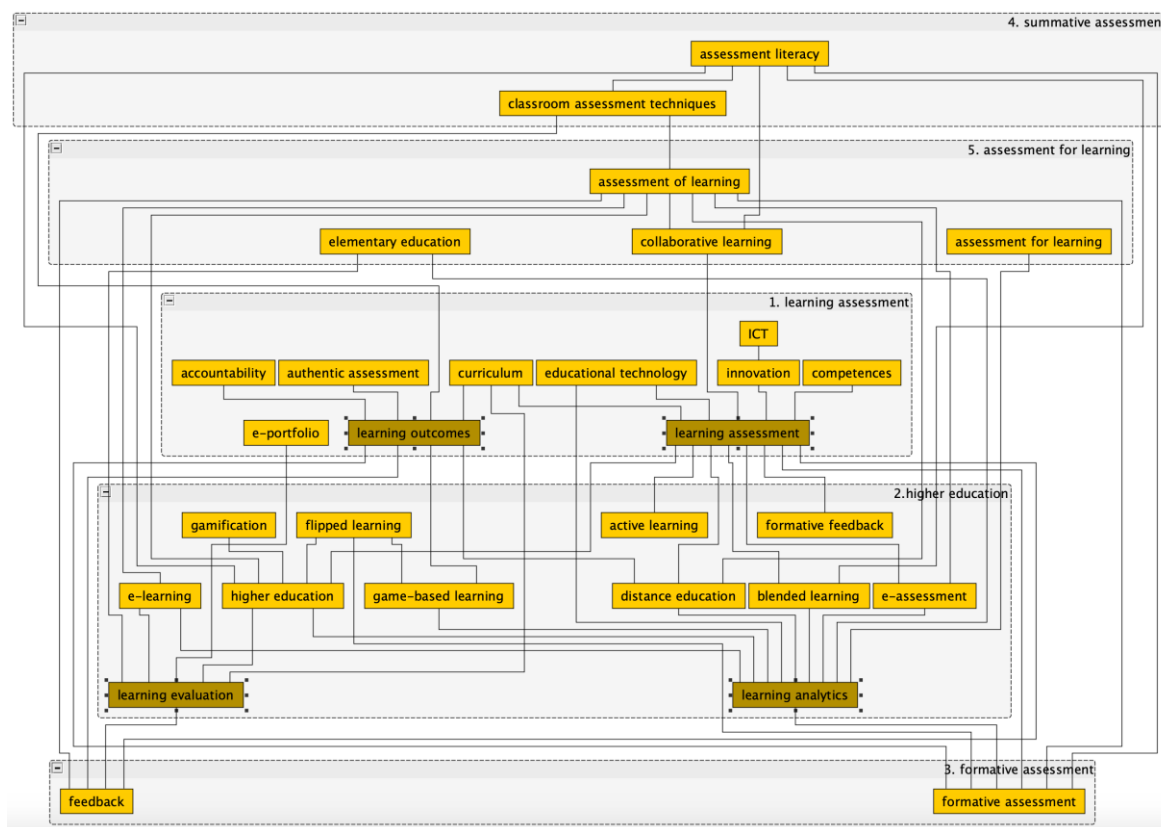 4. summative assessmen
assessment literacy
classroom assessment techniques
5. assessment for learning
assessment of learning
elementary education
collaborative learning
assessment for learning
1. learning assessment
ICT
accountability
authentic assessment
curriculum
educational technology
innovation
competences
e-portfolio
learning outcomes
learning assessment
2.higher education
gamification
flipped learning
active learning
formative feedback
e-learning
higher education
game-based learning
distance education
blended learning
e-assessment
learning evaluation
learning analytics
3. formative assessment
feedback
formative assessment